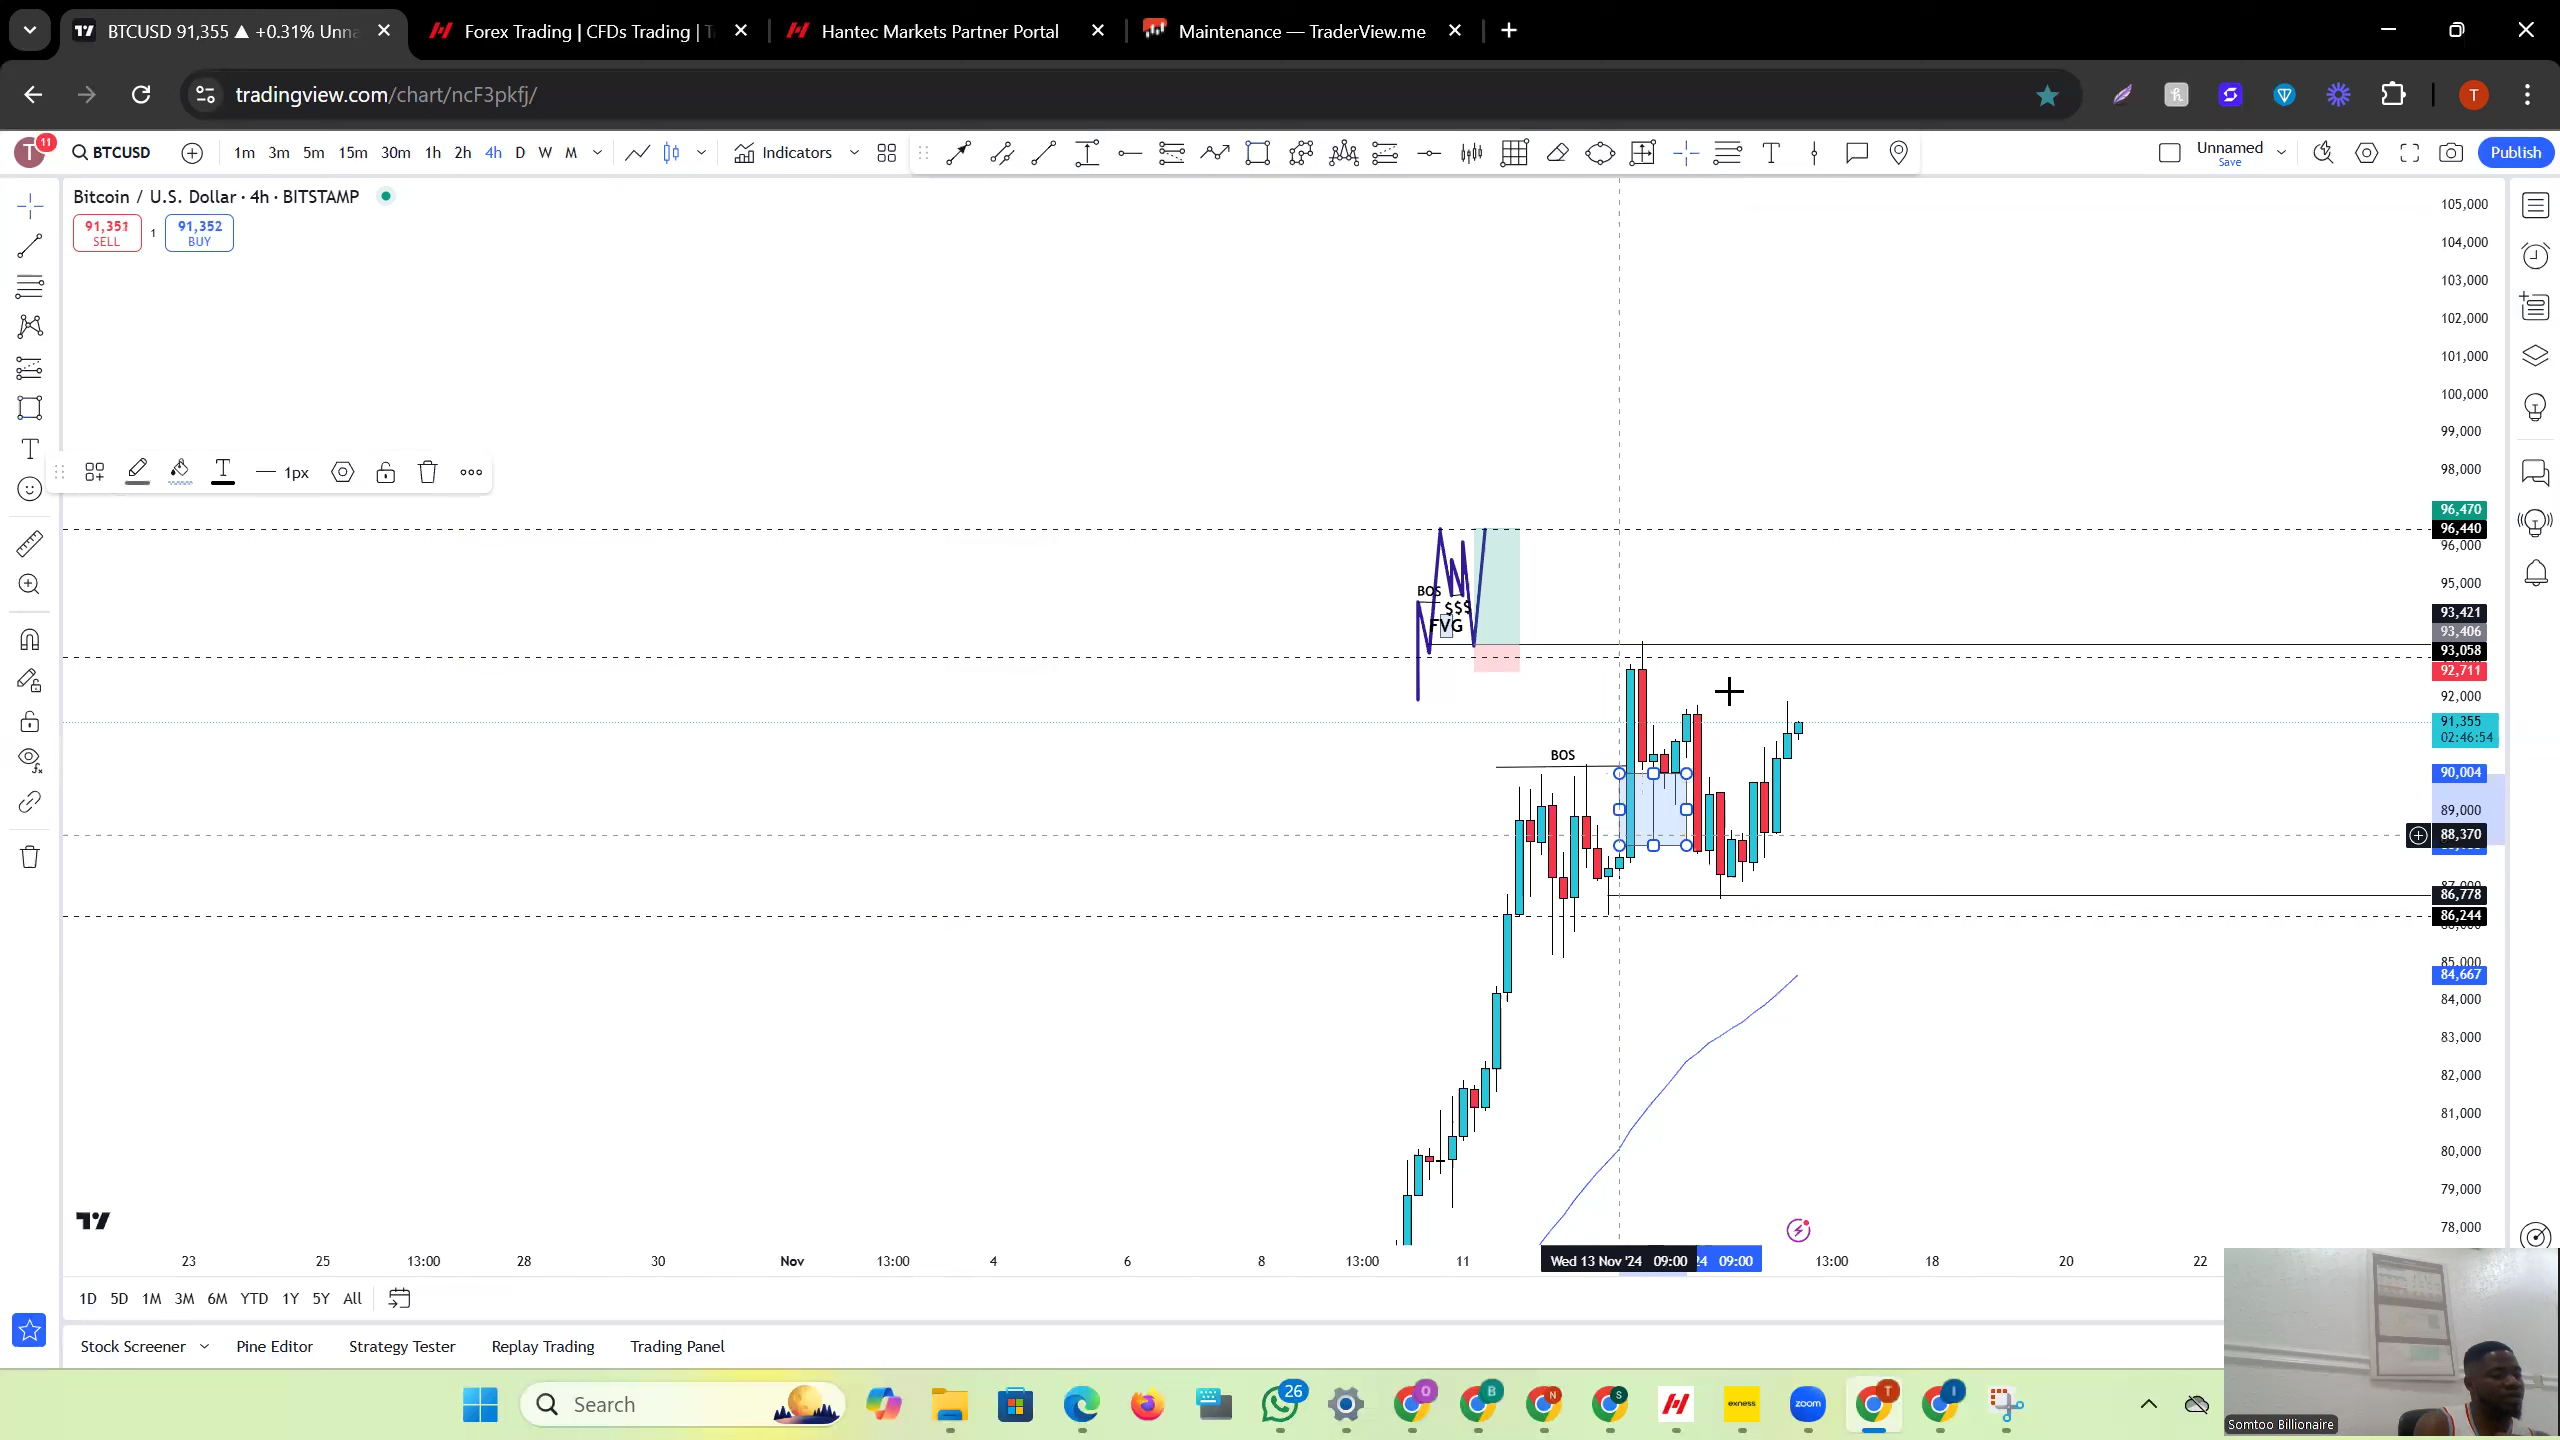 BTCUSD 91,355 ▲ +0.31% Unna
Forex Trading | CFDs Trading | T
Hantec Markets Partner Portal
Maintenance — TraderView.me
tradingview.com/chart/ncF3pkfj/
T
T
11
BTCUSD
1m 3m 5m 15m 30m 1h 2h 4h D W M
Indicators
Unnamed
Save
Publish
Bitcoin / U.S. Dollar · 4h · BITSTAMP
91,351
SELL
1
91,352
BUY
1px
105,000
104,000
103,000
102,000
101,000
100,000
99,000
98,000
96,470
96,440
96,000
95,000
93,421
93,406
93,058
92,711
92,000
91,355
02:46:54
90,004
89,000
88,370
86,778
86,244
85,000
84,667
84,000
83,000
82,000
81,000
80,000
79,000
78,000
BOS
$$$
FVG
BOS
23 25 13:00 28 30 Nov 13:00 4 6 8 13:00 11 Wed 13 Nov '24 09:00 24 09:00 13:00 18 20 22
1D 5D 1M 3M 6M YTD 1Y 5Y All
Stock Screener Pine Editor Strategy Tester Replay Trading Trading Panel
Search
26
O
B
N
S
exness
zoom
T
I
Somtoo Billionaire